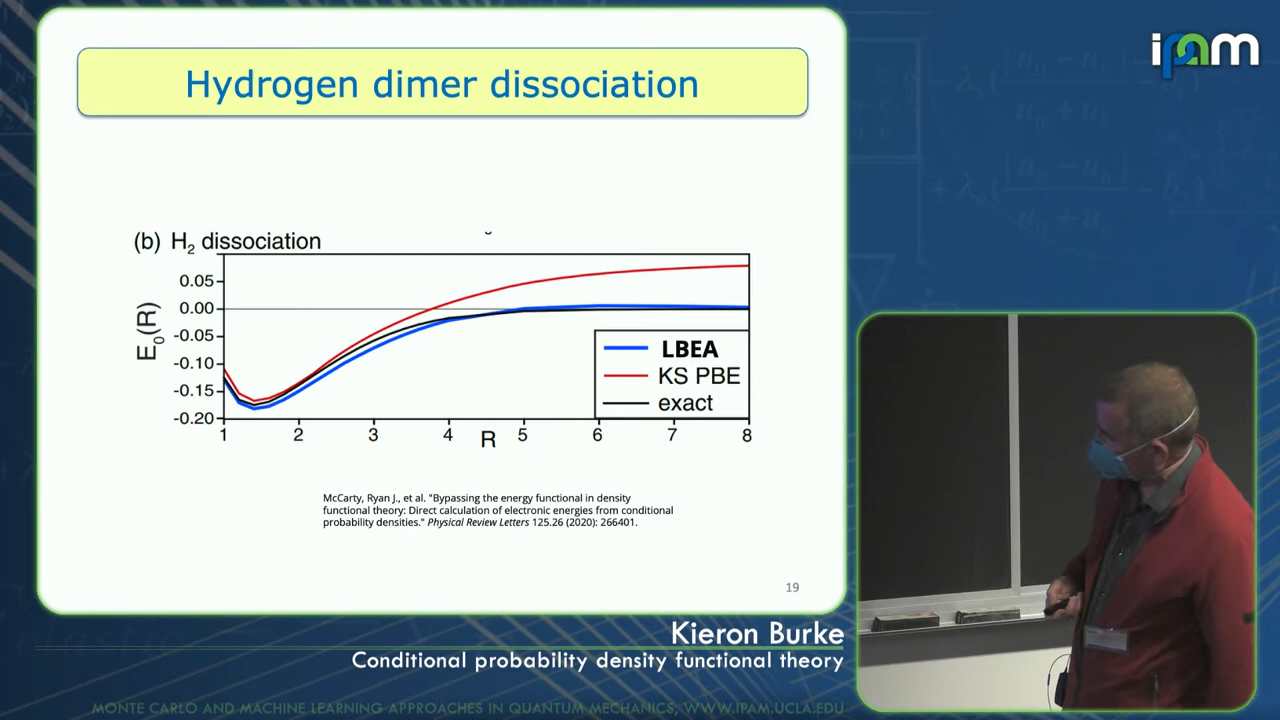 Hydrogen dimer dissociation
ipam
(b) H₂ dissociation
0.05
0.00
-0.05
-0.10
-0.15
-0.20
E₀(R)
LBEA
KS PBE
exact
1 2 3 4 5 6 7 8
R
McCarty, Ryan J., et al. "Bypassing the energy functional in density
functional theory: Direct calculation of electronic energies from conditional
probability densities." Physical Review Letters 125.26 (2020): 266401.
19
Kieron Burke
Conditional probability density functional theory
MONTE CARLO AND MACHINE LEARNING APPROACHES IN QUANTUM MECHANICS, WWW.IPAM.UCLA.EDU